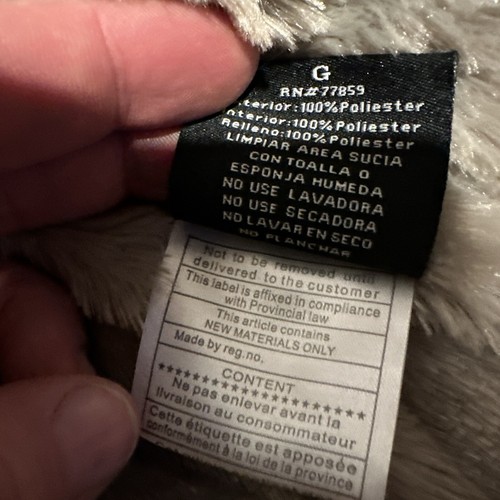 G
RN#77859
terior:100%Poliester
nterior:100%Poliester
Relleno:100%Poliester
LIMPIAR AREA SUCIA
CON TOALLA O
ESPONJA HUMEDA
NO USE LAVADORA
NO USE SECADORA
NO LAVAR EN SECO
NO PLANCHAR
Not to be removed until
delivered to the customer
This label is affixed in compliance
with Provincial law
This article contains
NEW MATERIALS ONLY
Made by reg.no.
CONTENT
********************
Ne pas enlevar avant la
livraison au consommateur
Cette étiquette est apposée
conformément à la loi de la province